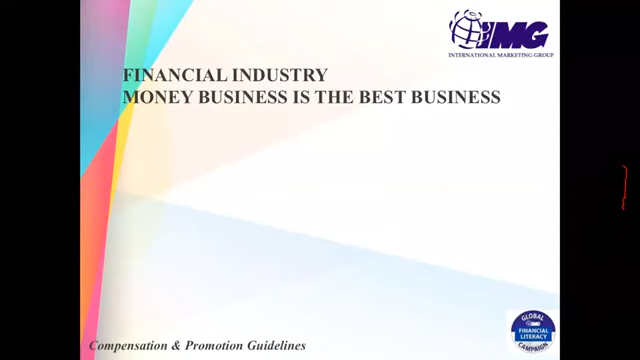 IMG
INTERNATIONAL MARKETING GROUP
FINANCIAL INDUSTRY
MONEY BUSINESS IS THE BEST BUSINESS
GLOBAL
IMG
FINANCIAL
LITERACY
CAMPAIGN
Compensation & Promotion Guidelines